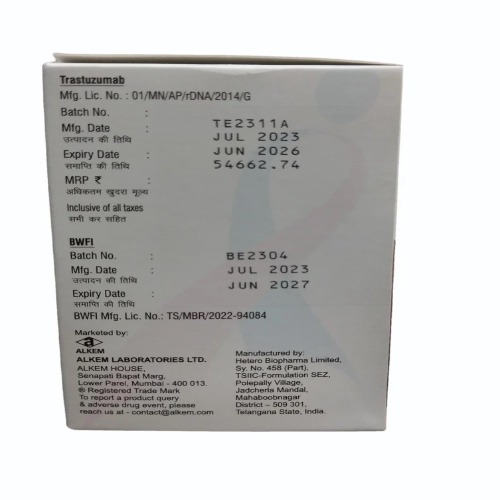 Trastuzumab
Mfg. Lic. No. : 01/MN/AP/rDNA/2014/G
Batch No. : TE2311A
Mfg. Date : JUL 2023
उत्पादन की तिथि
Expiry Date : JUN 2026
समाप्ति की तिथि
MRP ₹ : 54662.74
अधिकतम खुदरा मूल्य
Inclusive of all taxes
सभी कर सहित
BWFI
Batch No. : BE2304
Mfg. Date : JUL 2023
उत्पादन की तिथि
Expiry Date : JUN 2027
समाप्ति की तिथि
BWFI Mfg. Lic. No.: TS/MBR/2022-94084
Marketed by:
a
ALKEM
ALKEM LABORATORIES LTD.
ALKEM HOUSE,
Senapati Bapat Marg,
Lower Parel, Mumbai - 400 013.
® Registered Trade Mark
To report a product query
& adverse drug event, please
reach us at - contact@alkem.com
Manufactured by:
Hetero Biopharma Limited,
Sy. No. 458 (Part),
TSIIC-Formulation SEZ,
Polepally Village,
Jadcherla Mandal,
Mahaboobnagar
District – 509 301,
Telangana State, India.